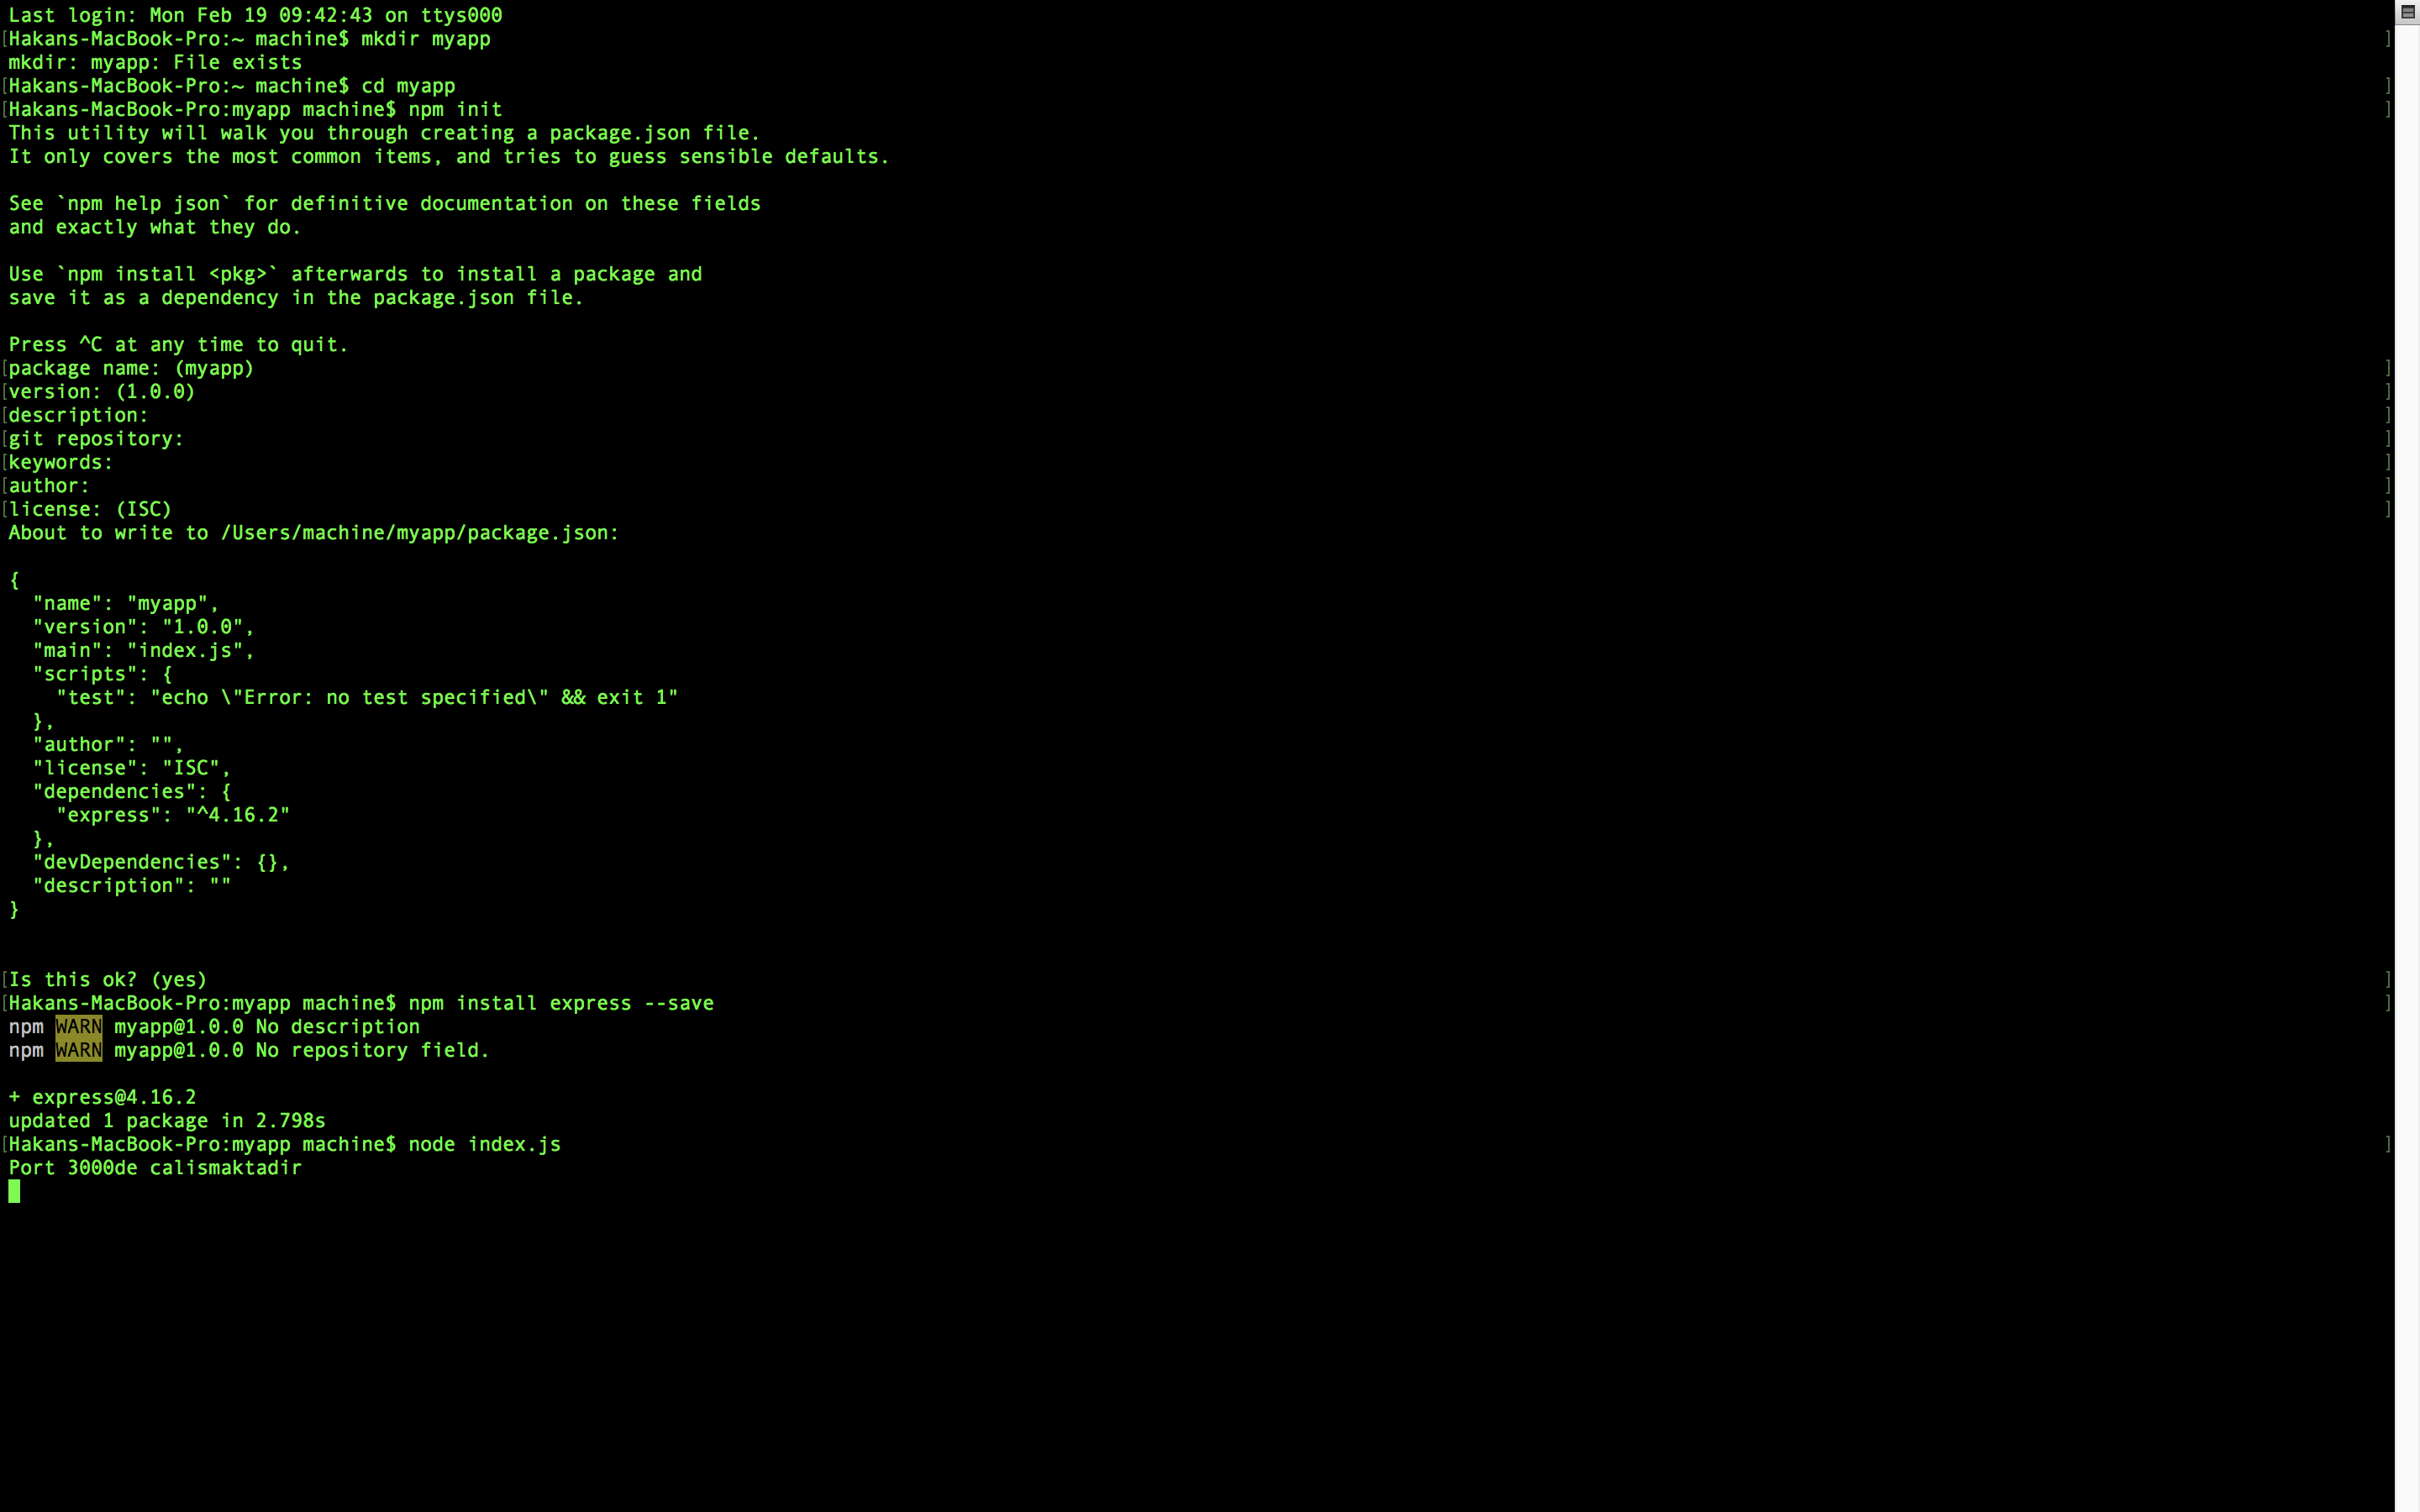 Last login: Mon Feb 19 09:42:43 on ttys000
[Hakans-MacBook-Pro:~ machine$ mkdir myapp ]
mkdir: myapp: File exists
[Hakans-MacBook-Pro:~ machine$ cd myapp ]
[Hakans-MacBook-Pro:myapp machine$ npm init ]
This utility will walk you through creating a package.json file.
It only covers the most common items, and tries to guess sensible defaults.

See `npm help json` for definitive documentation on these fields
and exactly what they do.

Use `npm install <pkg>` afterwards to install a package and
save it as a dependency in the package.json file.

Press ^C at any time to quit.
[package name: (myapp) ]
[version: (1.0.0) ]
[description: ]
[git repository: ]
[keywords: ]
[author: ]
[license: (ISC) ]
About to write to /Users/machine/myapp/package.json:

{
  "name": "myapp",
  "version": "1.0.0",
  "main": "index.js",
  "scripts": {
    "test": "echo \"Error: no test specified\" && exit 1"
  },
  "author": "",
  "license": "ISC",
  "dependencies": {
    "express": "^4.16.2"
  },
  "devDependencies": {},
  "description": ""
}

[Is this ok? (yes) ]
[Hakans-MacBook-Pro:myapp machine$ npm install express --save ]
npm WARN myapp@1.0.0 No description
npm WARN myapp@1.0.0 No repository field.

+ express@4.16.2
updated 1 package in 2.798s
[Hakans-MacBook-Pro:myapp machine$ node index.js ]
Port 3000de calismaktadir